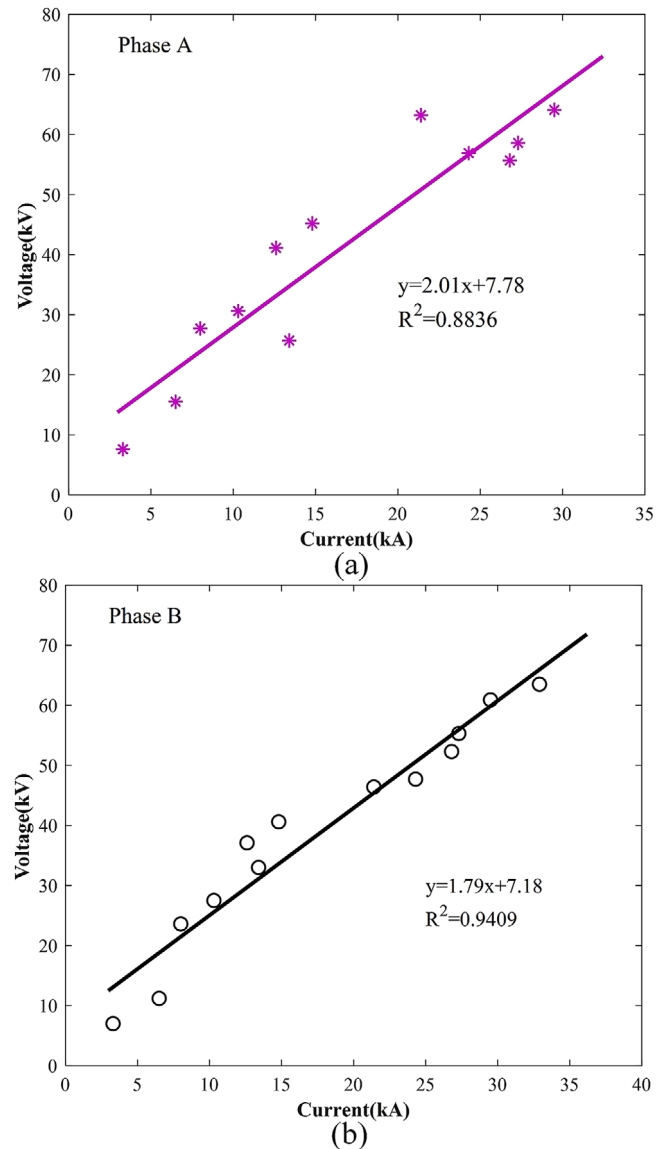 Phase A
80
70
60
50
40
30
20
10
0
Voltage(kV)
y=2.01x+7.78
R²=0.8836
0 5 10 15 20 25 30 35
Current(kA)
(a)
Phase B
80
70
60
50
40
30
20
10
0
Voltage(kV)
y=1.79x+7.18
R²=0.9409
0 5 10 15 20 25 30 35 40
Current(kA)
(b)